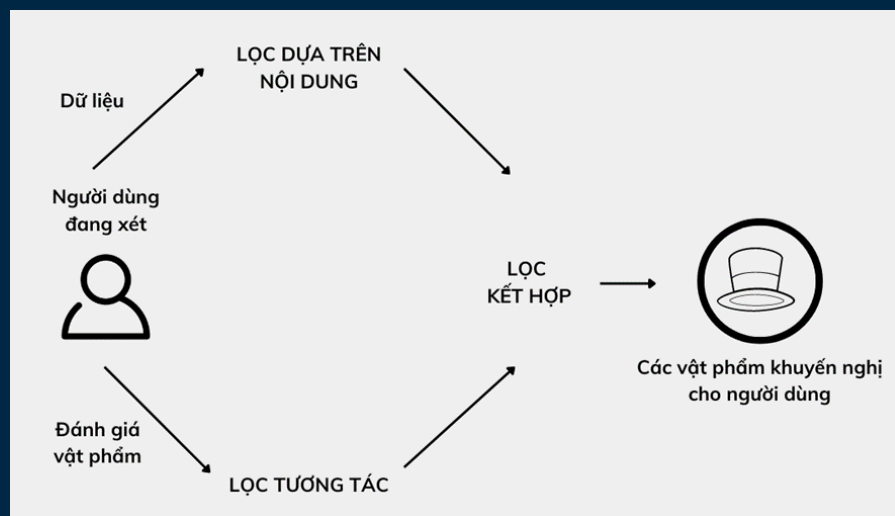 LỌC DỰA TRÊN
NỘI DUNG
Dữ liệu
Người dùng
đang xét
LỌC
KẾT HỢP
Các vật phẩm khuyến nghị
cho người dùng
Đánh giá
vật phẩm
LỌC TƯƠNG TÁC